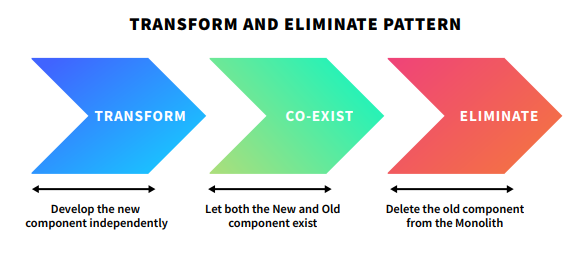 TRANSFORM AND ELIMINATE PATTERN
TRANSFORM
CO-EXIST
ELIMINATE
Develop the new
component independently
Let both the New and Old
component exist
Delete the old component
from the Monolith